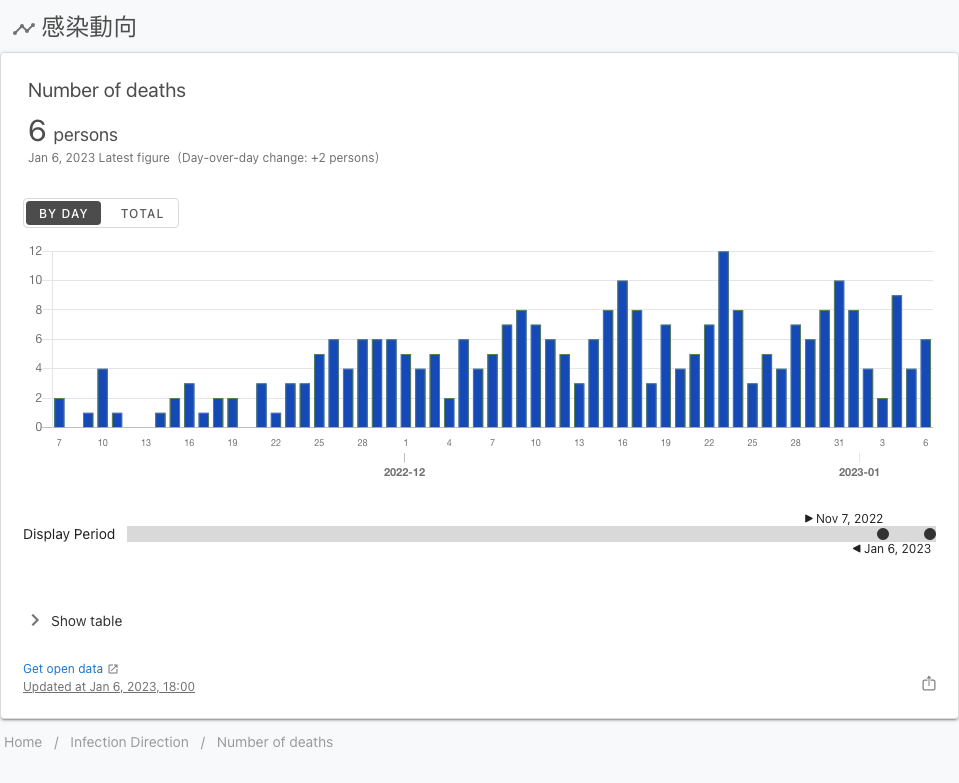 感染動向
Number of deaths
6 persons
Jan 6, 2023 Latest figure (Day-over-day change: +2 persons)
BY DAY TOTAL
12
10
8
6
4
2
0
7 10 13 16 19 22 25 28 1 4 7 10 13 16 19 22 25 28 31 3 6
2022-12 2023-01
Nov 7, 2022
Display Period
Jan 6, 2023
Show table
Get open data
Updated at Jan 6, 2023, 18:00
Home / Infection Direction / Number of deaths